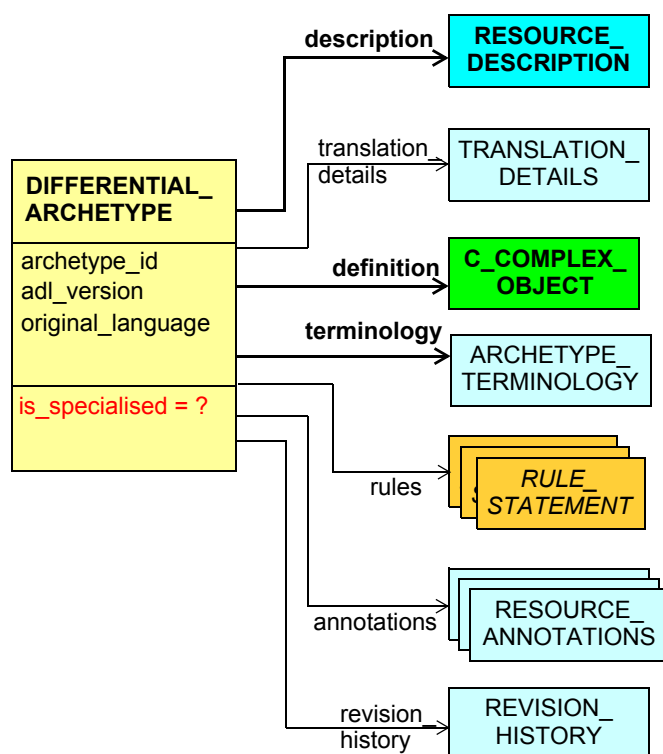 description
RESOURCE_
DESCRIPTION
translation_
details
TRANSLATION_
DETAILS
DIFFERENTIAL_
ARCHETYPE
archetype_id
adl_version
original_language
is_specialised = ?
definition
C_COMPLEX_
OBJECT
terminology
ARCHETYPE_
TERMINOLOGY
rules
RULE_
STATEMENT
annotations
RESOURCE_
ANNOTATIONS
revision_
history
REVISION_
HISTORY